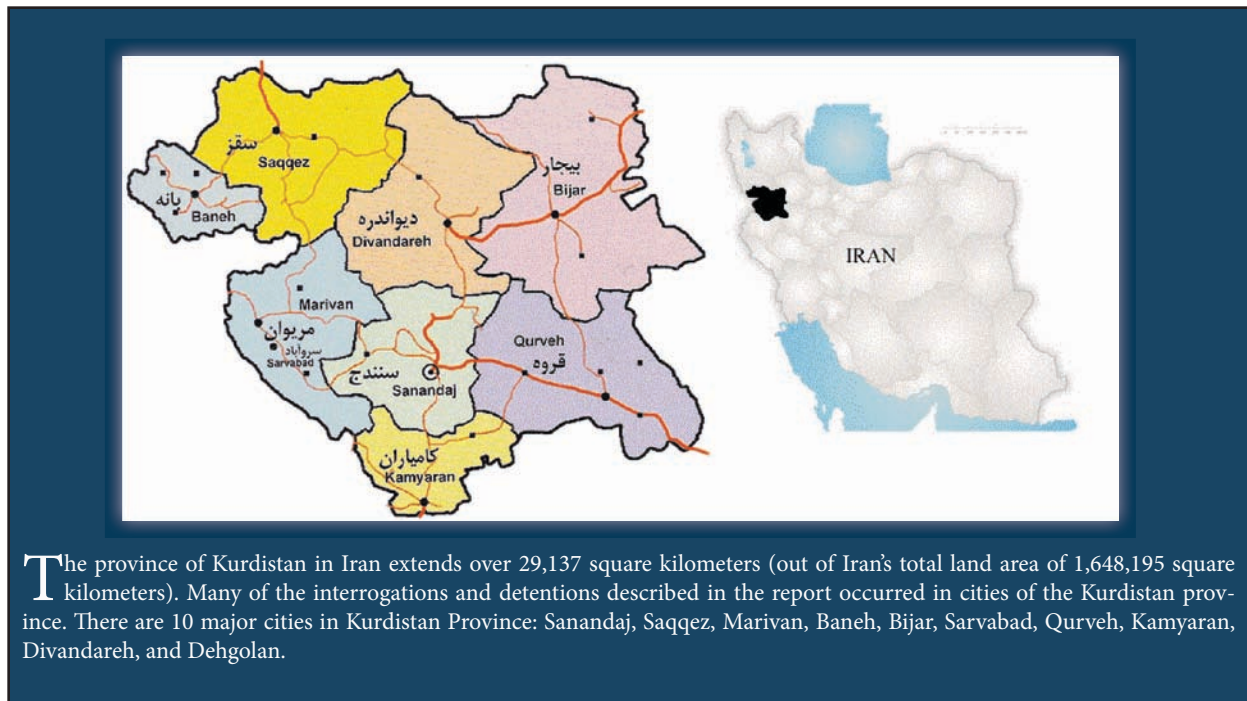 سقز
Saqqez
بانه
Baneh
دیواندره
Divandareh
بیجار
Bijar
Marivan
مریوان
سروآباد
Sarvabad
سنندج
Sanandaj
Qurveh
قروه
کامیاران
Kamyaran
IRAN
The province of Kurdistan in Iran extends over 29,137 square kilometers (out of Iran's total land area of 1,648,195 square
kilometers). Many of the interrogations and detentions described in the report occurred in cities of the Kurdistan prov-
ince. There are 10 major cities in Kurdistan Province: Sanandaj, Saqqez, Marivan, Baneh, Bijar, Sarvabad, Qurveh, Kamyaran,
Divandareh, and Dehgolan.